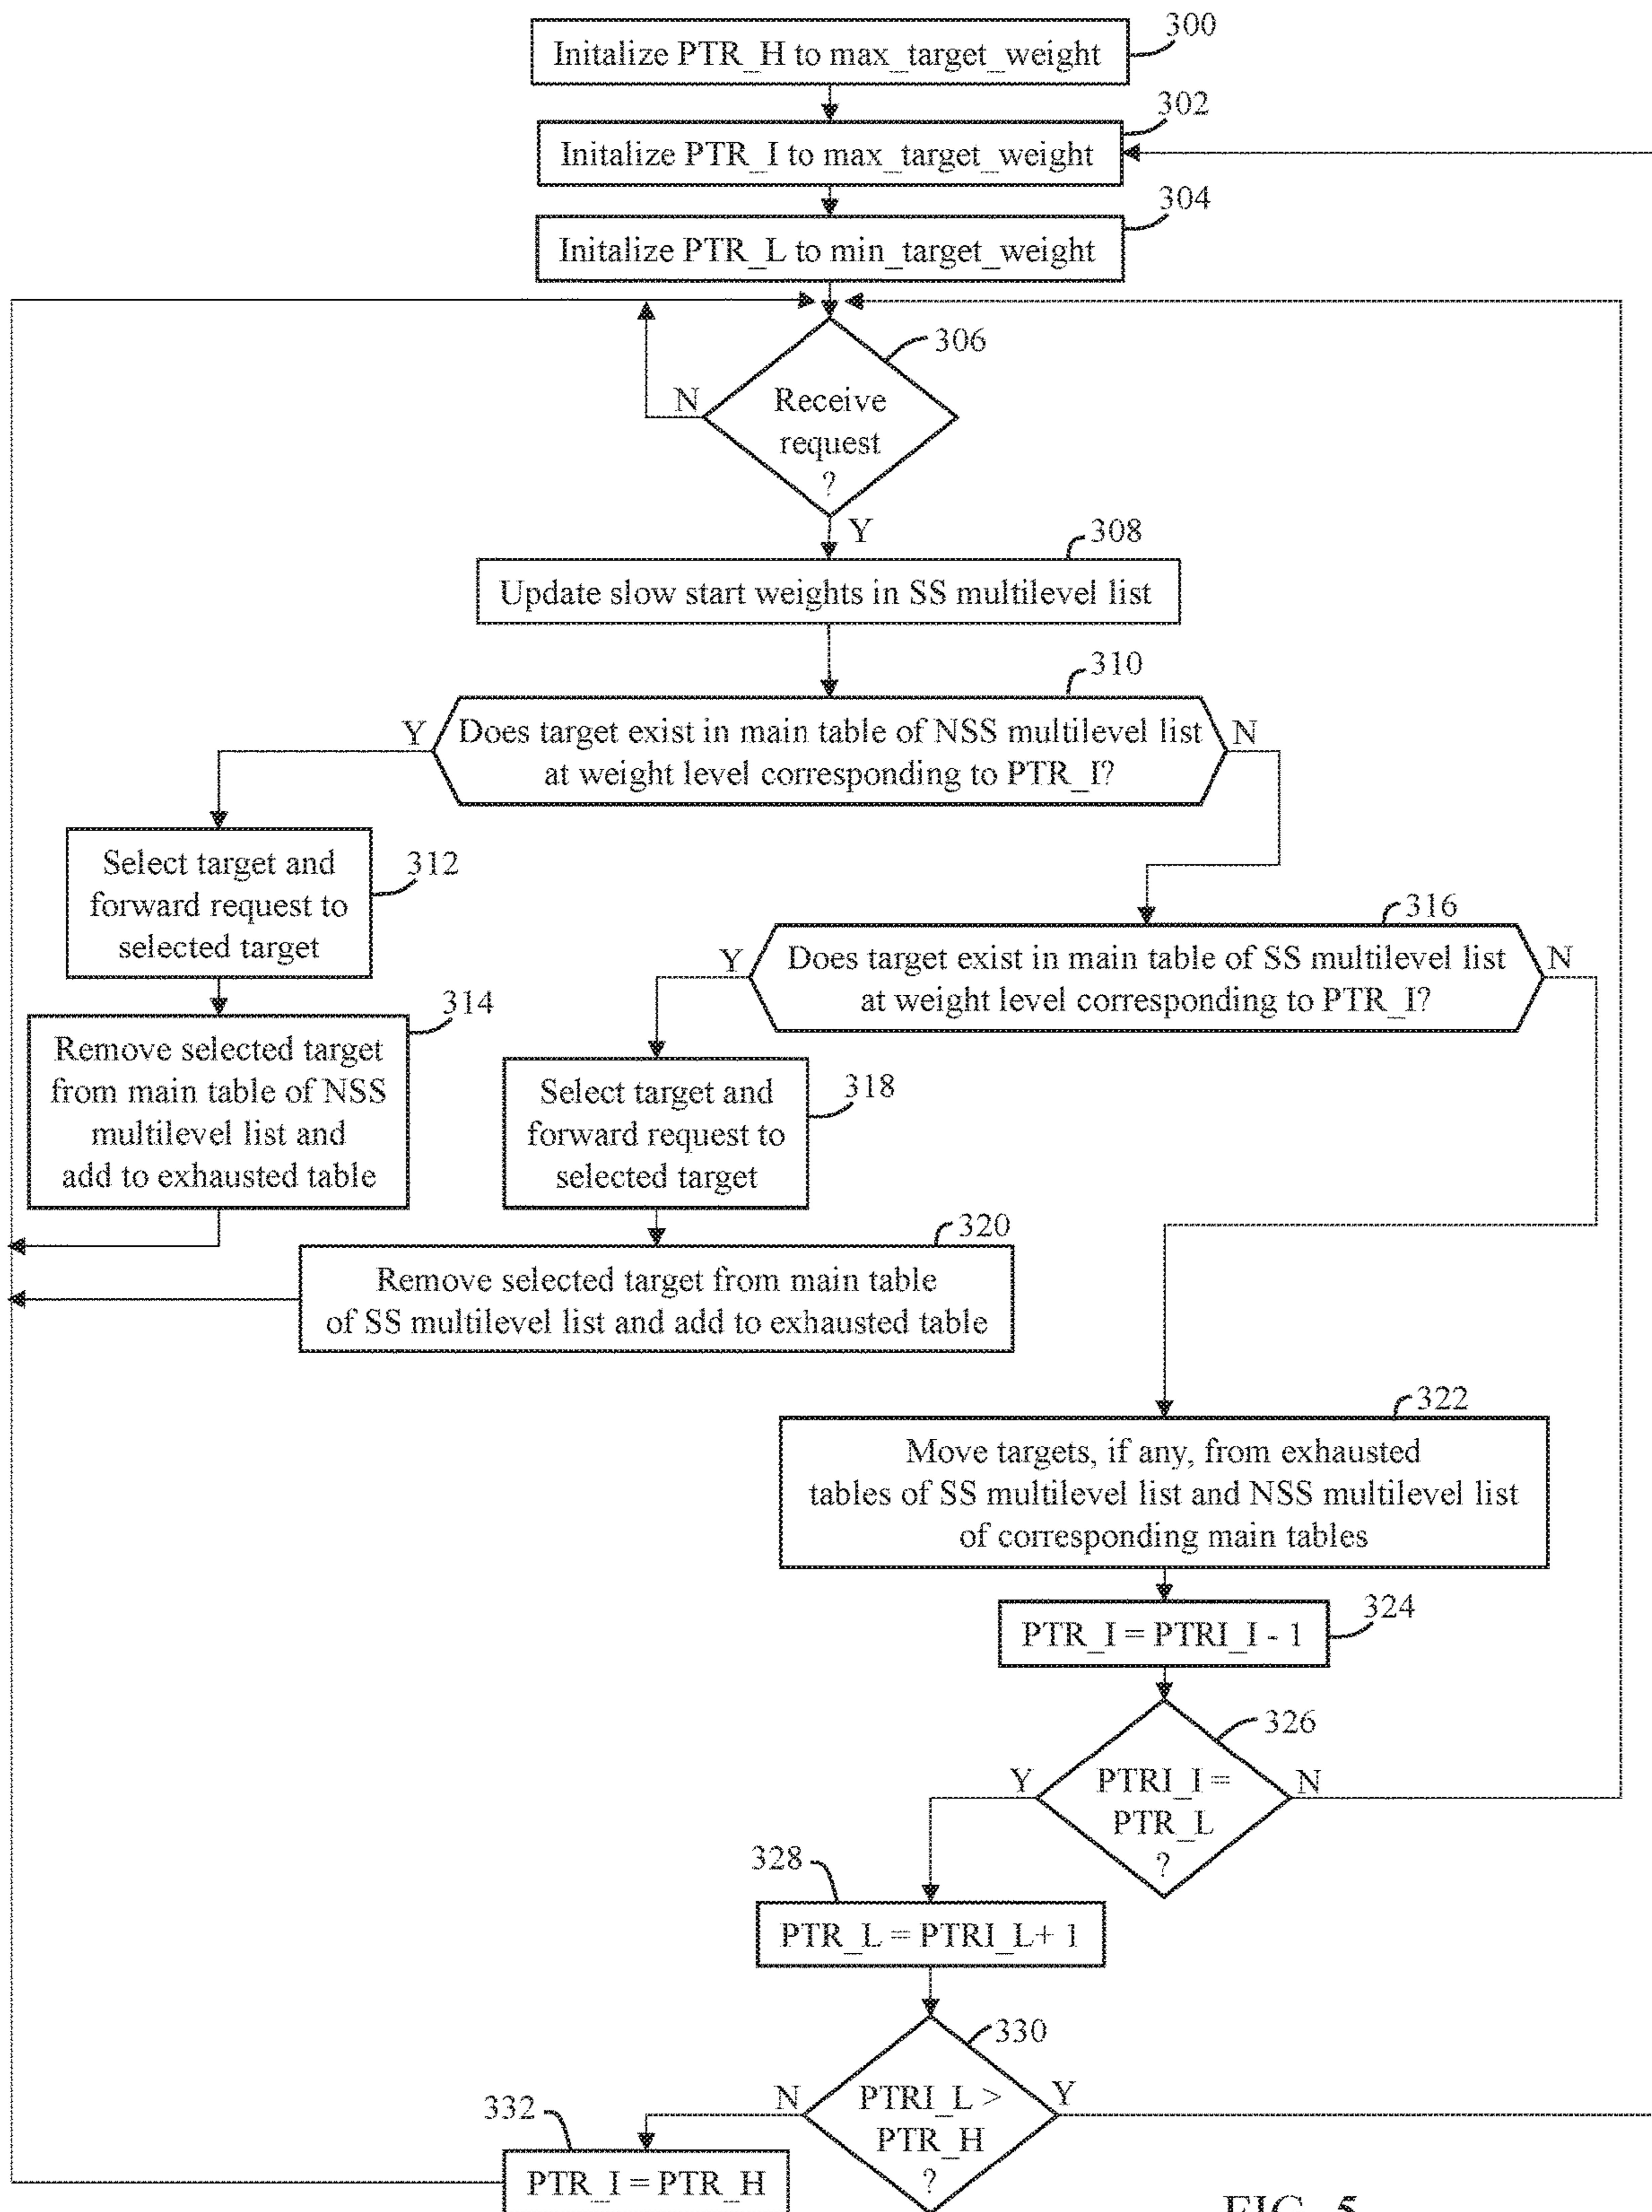 300
Initalize PTR_H to max_target_weight
302
Initalize PTR_I to max_target_weight
304
Initalize PTR_L to min_target_weight
306
N
Receive
request
?
Y
308
Update slow start weights in SS multilevel list
310
Y
Does target exist in main table of NSS multilevel list
at weight level corresponding to PTR_I?
N
Select target and
forward request to
selected target
312
316
Y
Does target exist in main table of SS multilevel list
at weight level corresponding to PTR_I?
N
314
Remove selected target
from main table of NSS
multilevel list and
add to exhausted table
Select target and
forward request to
selected target
318
320
Remove selected target from main table
of SS multilevel list and add to exhausted table
322
Move targets, if any, from exhausted
tables of SS multilevel list and NSS multilevel list
of corresponding main tables
324
PTR_I = PTRI_I - 1
326
Y
PTRI_I =
PTR_L
?
N
328
PTR_L = PTRI_L+ 1
330
N
PTRI_L >
PTR_H
?
Y
332
PTR_I = PTR_H
FIG. 5